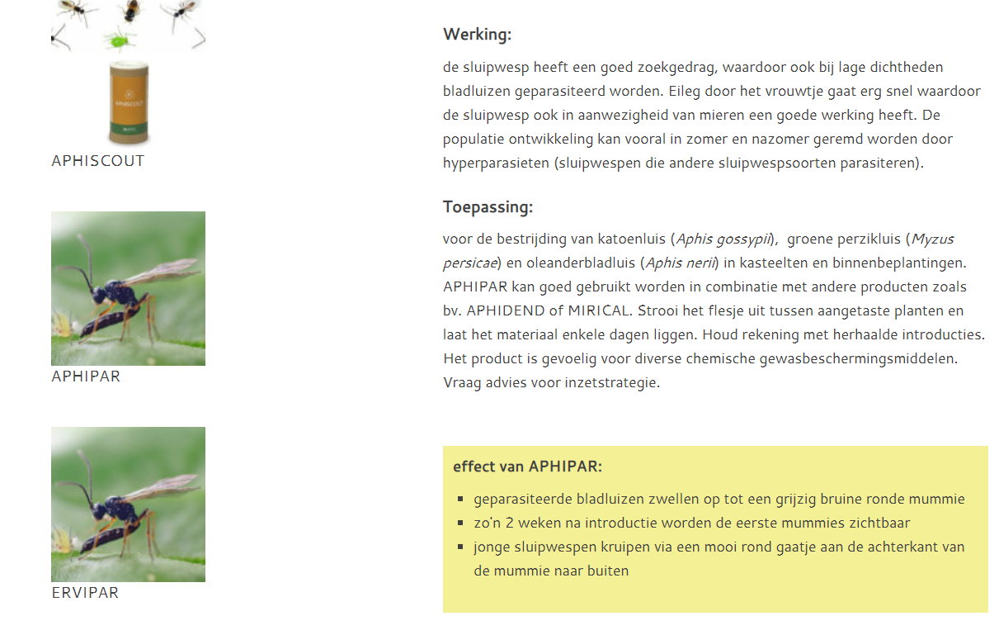 APHISCOUT
APHISCOUT
APHIPAR
ERVIPAR
Werking:
de sluipwesp heeft een goed zoekgedrag, waardoor ook bij lage dichtheden
bladluizen geparasiteerd worden. Eileg door het vrouwtje gaat erg snel waardoor
de sluipwesp ook in aanwezigheid van mieren een goede werking heeft. De
populatie ontwikkeling kan vooral in zomer en nazomer geremd worden door
hyperparasieten (sluipwespen die andere sluipwespsoorten parasiteren).
Toepassing:
voor de bestrijding van katoenluis (Aphis gossypii), groene perzikluis (Myzus
persicae) en oleanderbladluis (Aphis nerii) in kasteelten en binnenbeplantingen.
APHIPAR kan goed gebruikt worden in combinatie met andere producten zoals
bv. APHIDEND of MIRICAL. Strooi het flesje uit tussen aangetaste planten en
laat het materiaal enkele dagen liggen. Houd rekening met herhaalde introducties.
Het product is gevoelig voor diverse chemische gewasbeschermingsmiddelen.
Vraag advies voor inzetstrategie.
effect van APHIPAR:
▪ geparasiteerde bladluizen zwellen op tot een grijzig bruine ronde mummie
▪ zo'n 2 weken na introductie worden de eerste mummies zichtbaar
▪ jonge sluipwespen kruipen via een mooi rond gaatje aan de achterkant van
de mummie naar buiten